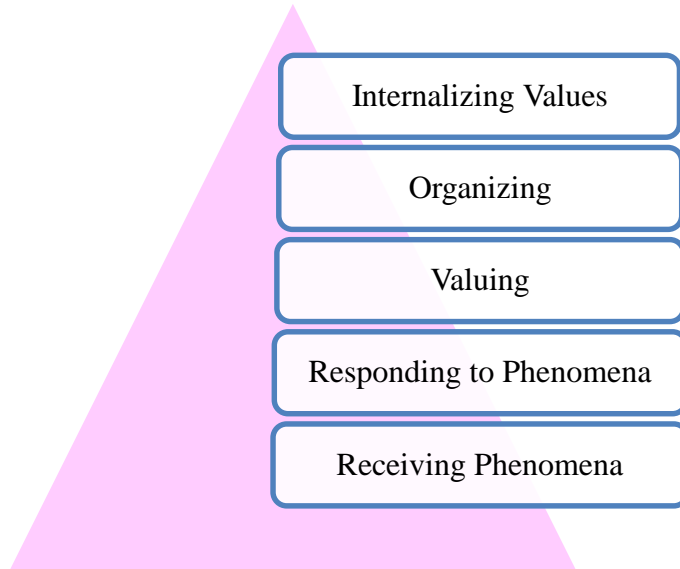 Internalizing Values
Organizing
Valuing
Responding to Phenomena
Receiving Phenomena